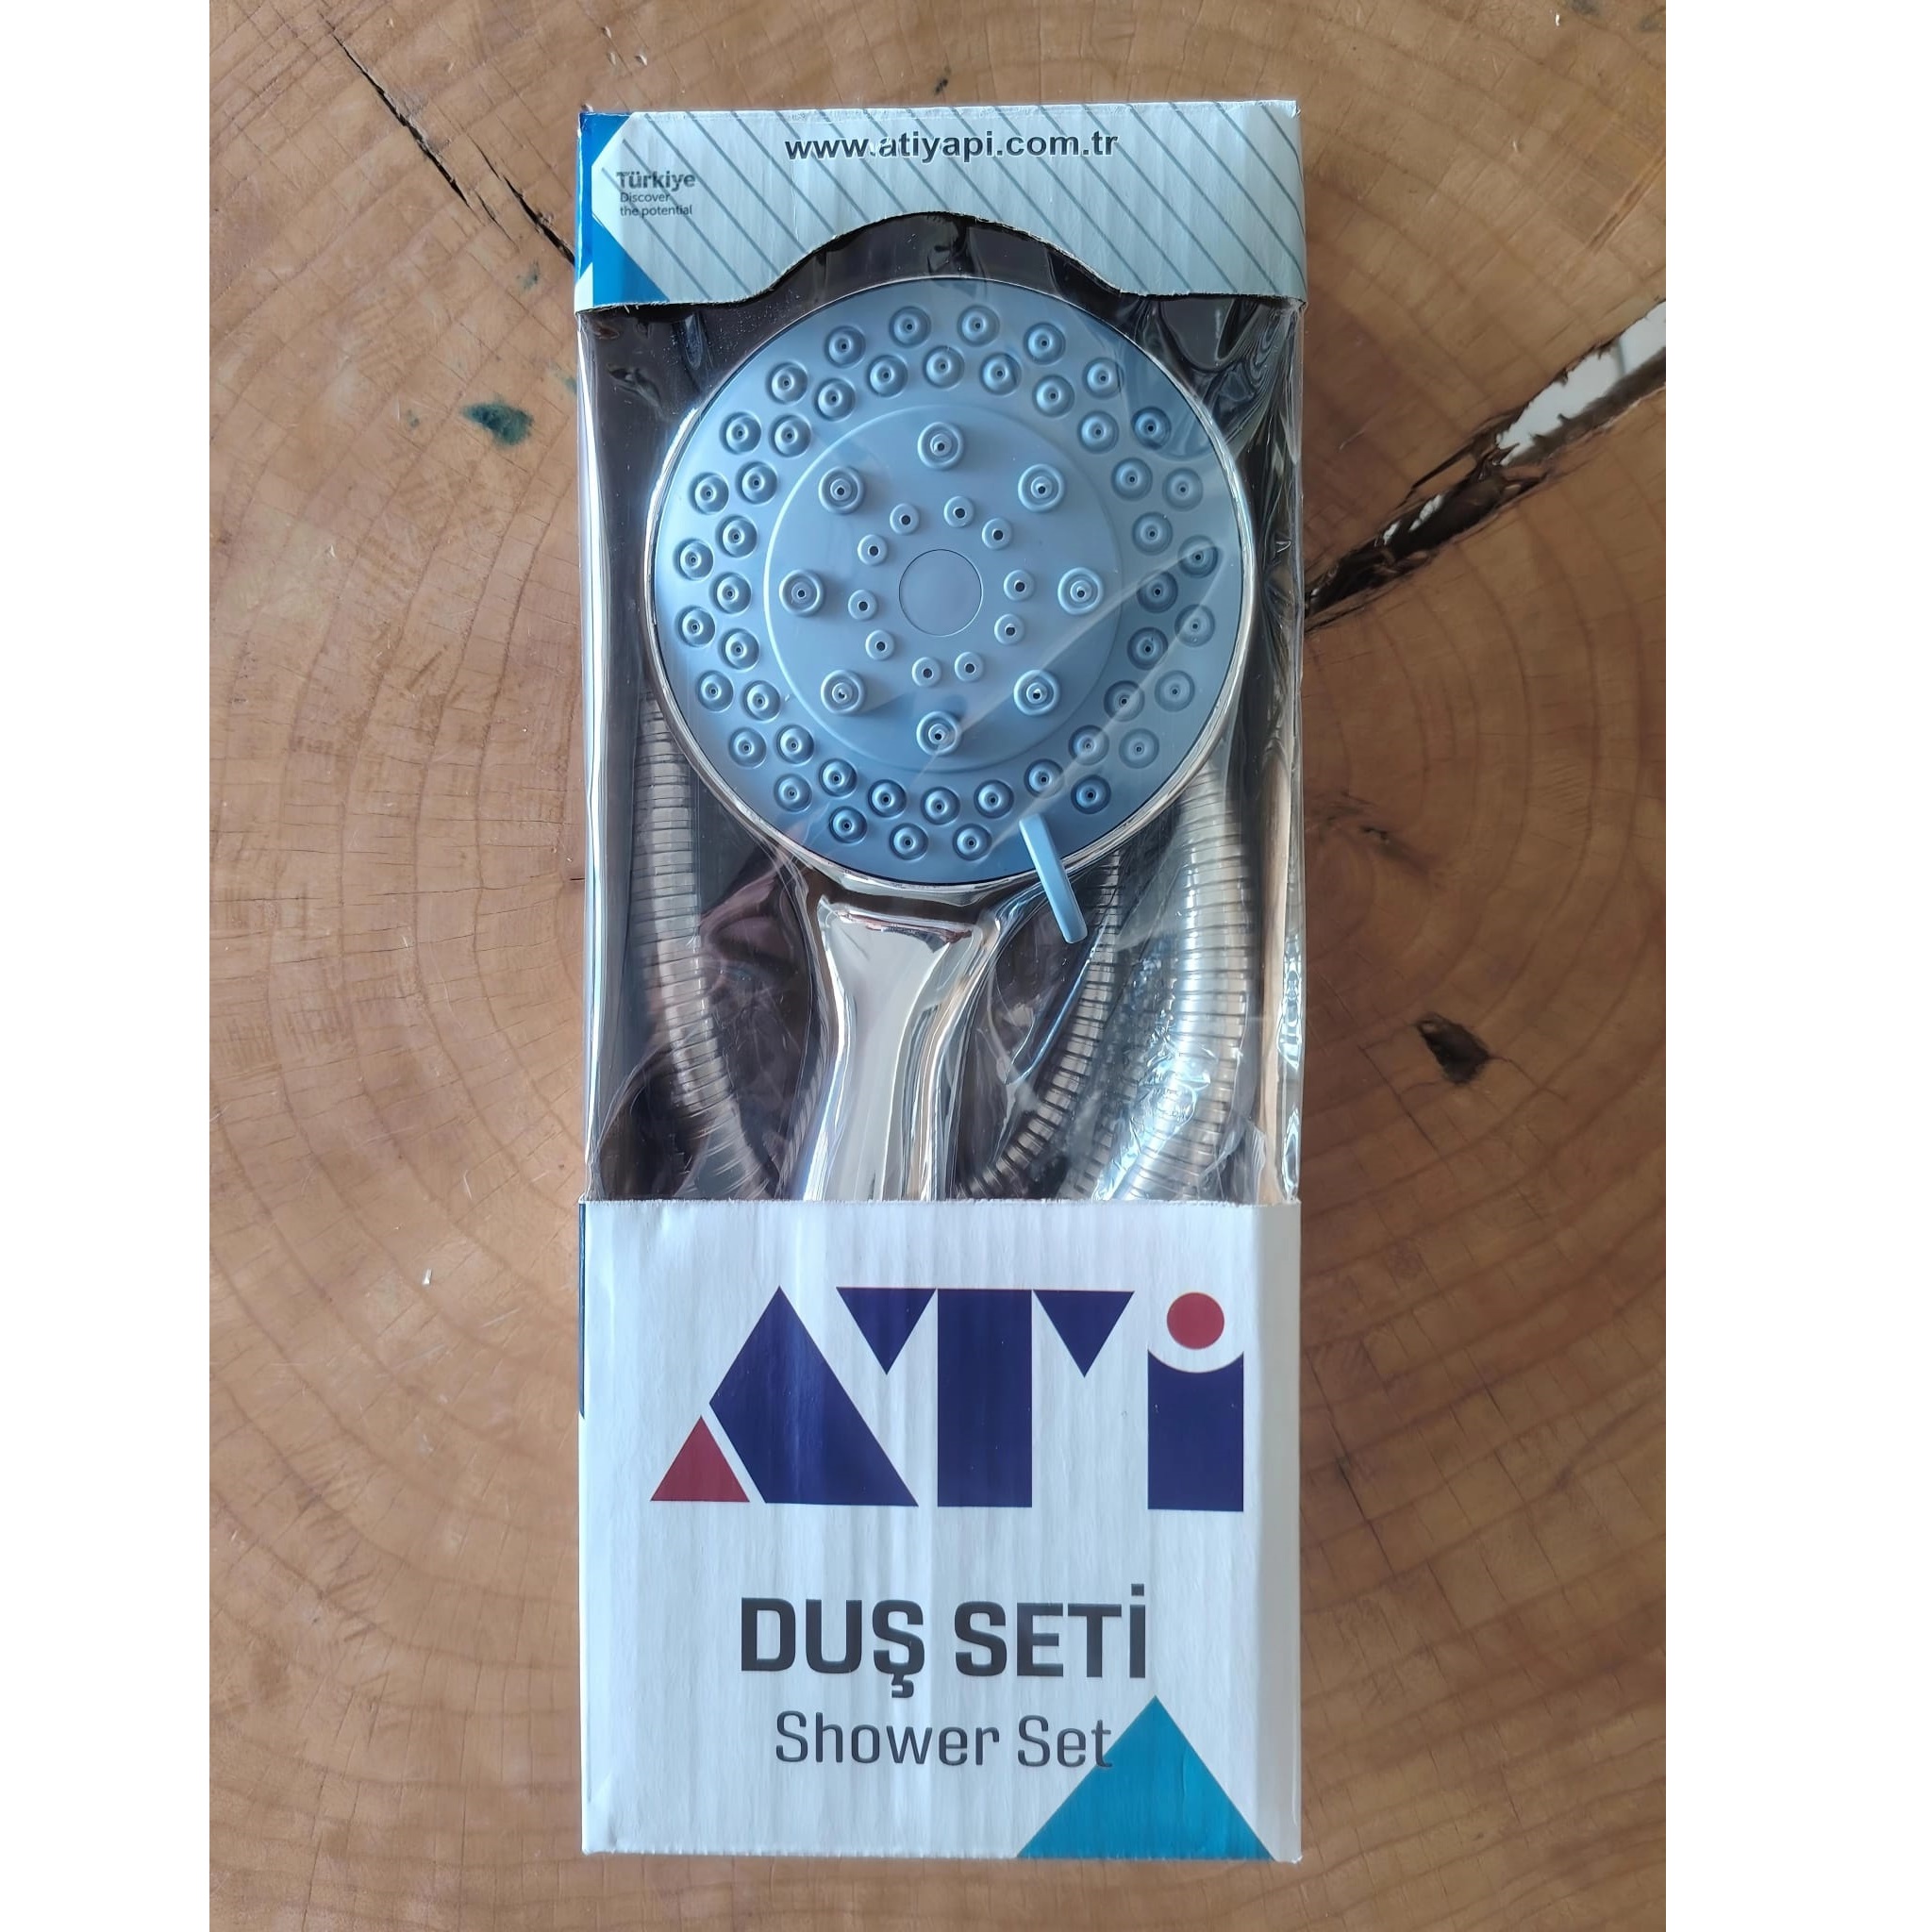 www.atiyapi.com.tr
Türkiye
Discover
the potential
ATi
DUŞ SETİ
Shower Set